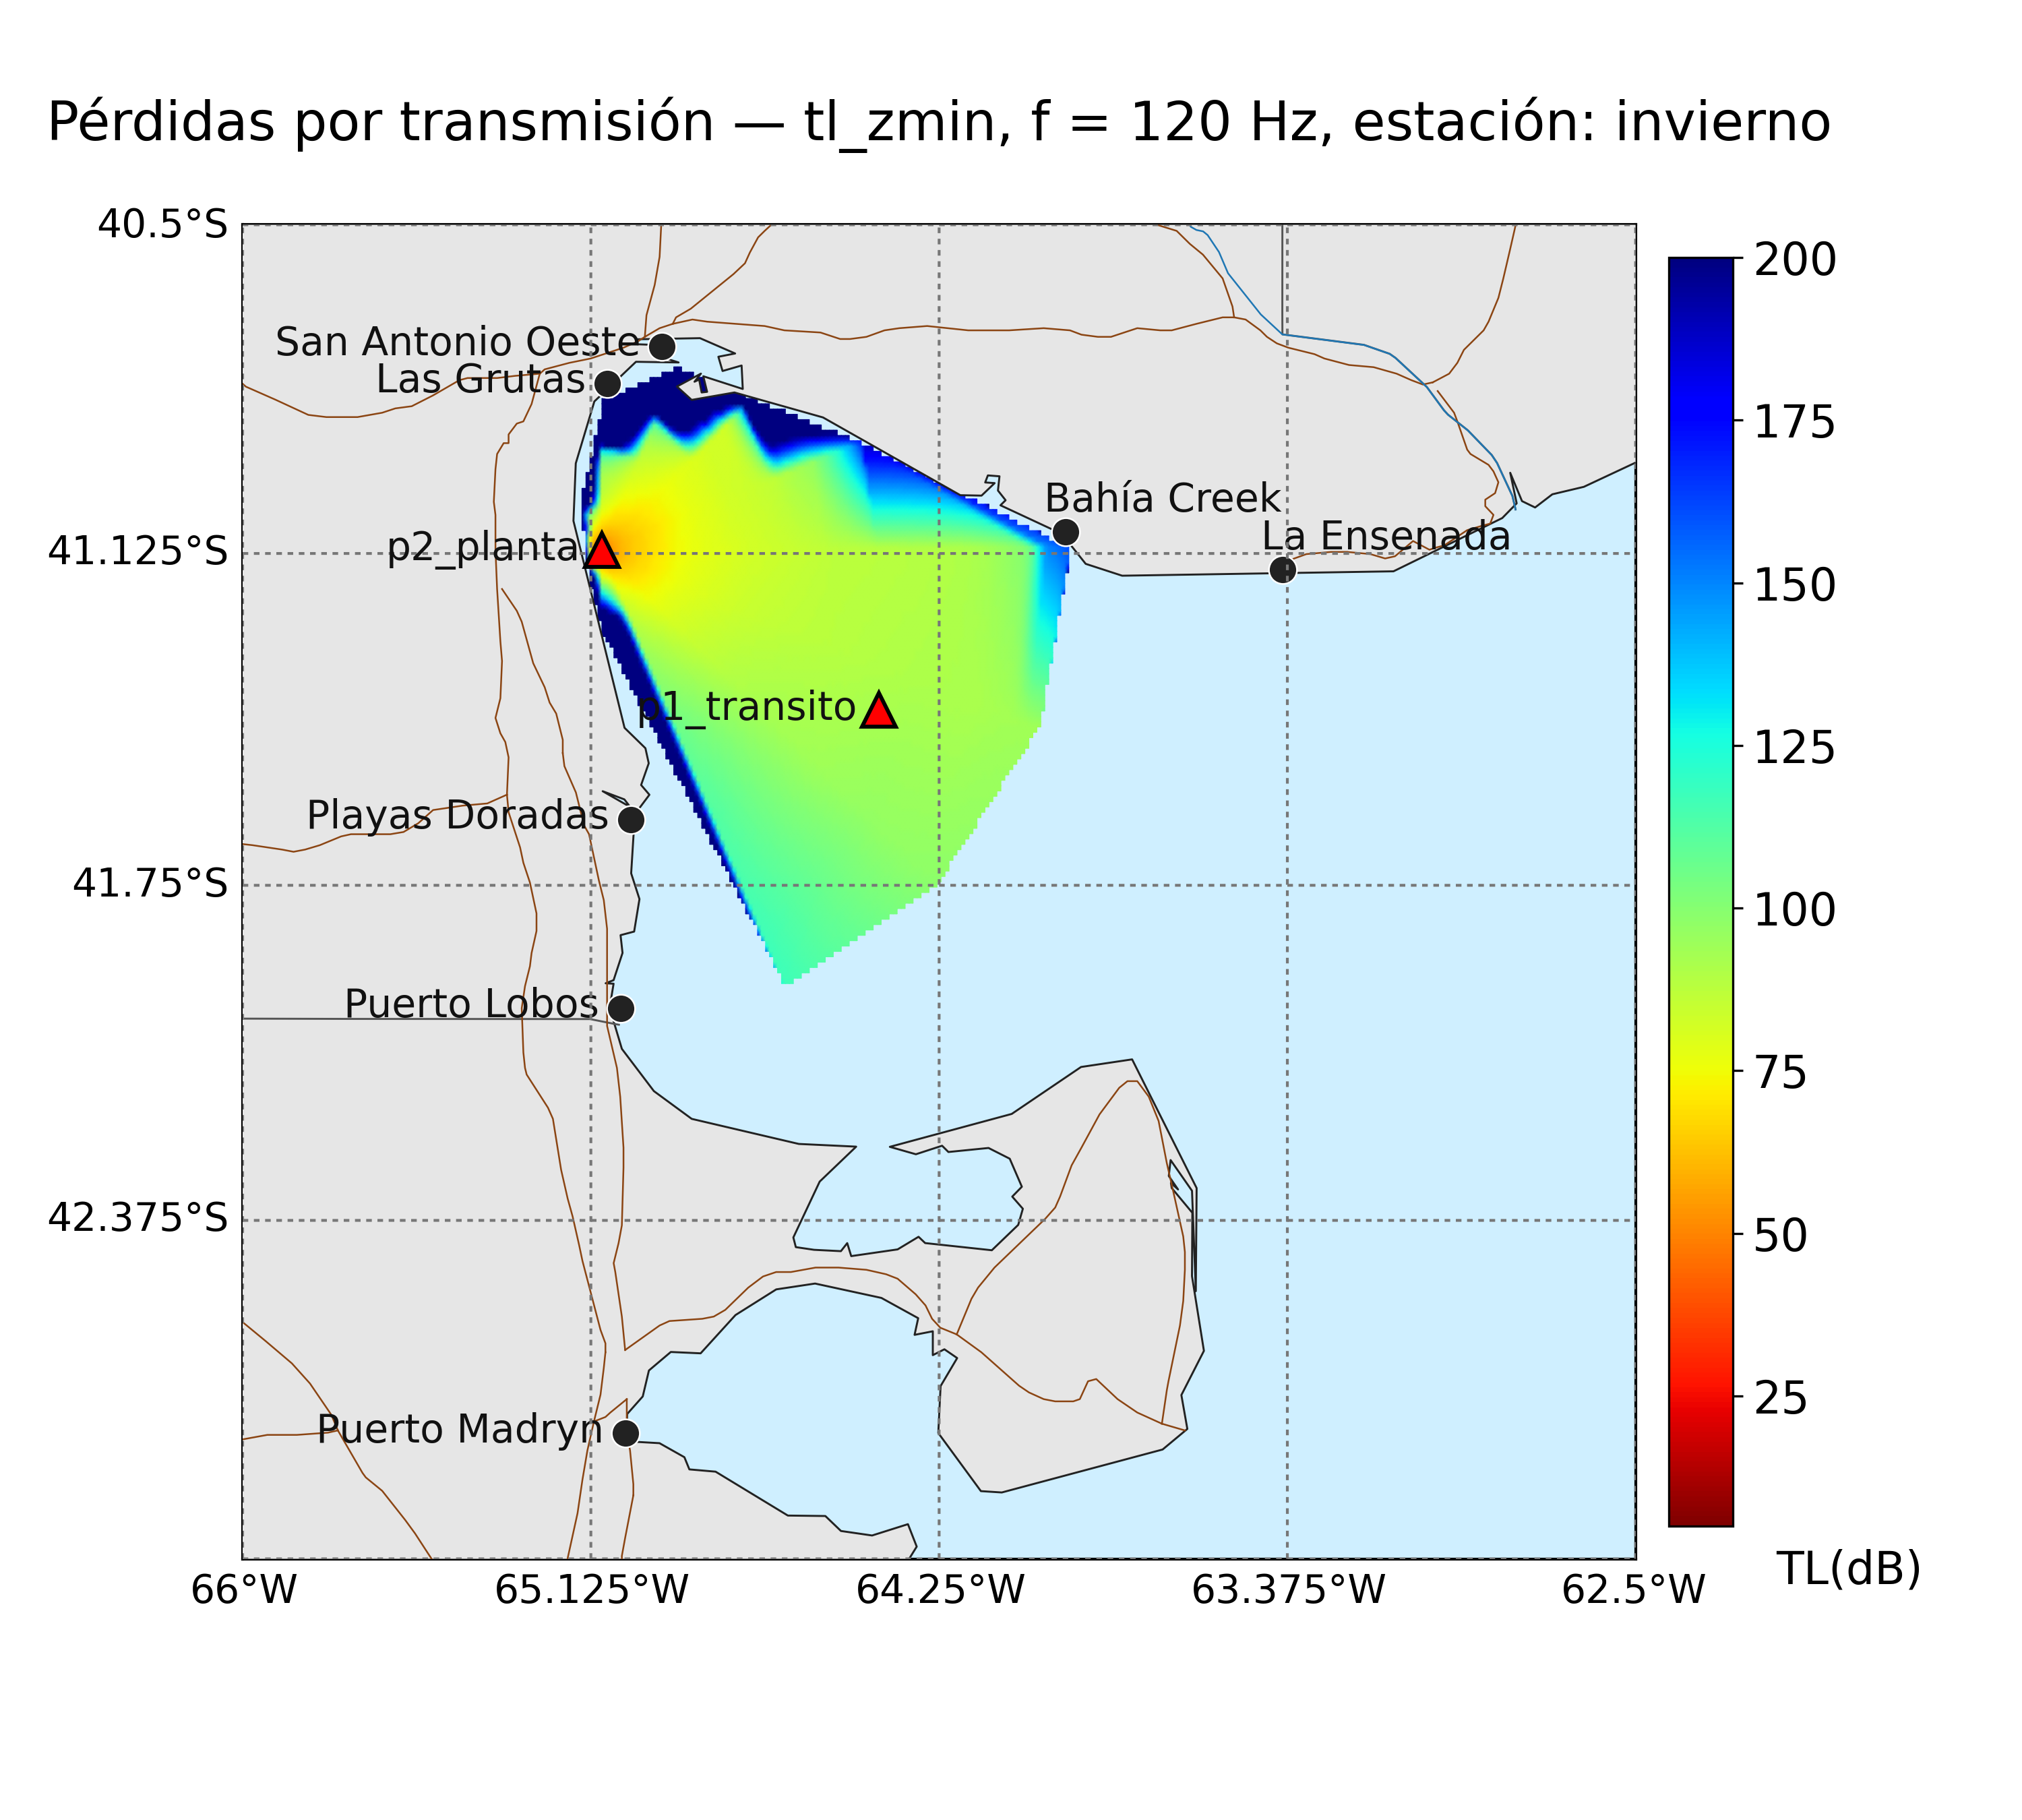 Pérdidas por transmisión — tl_zmin, f = 120 Hz, estación: invierno
40.5°S
200
San Antonio Oeste
Las Grutas
175
Bahía Creek
La Ensenada
p2_planta
41.125°S
150
p1_transito
125
Playas Doradas
41.75°S
100
Puerto Lobos
75
42.375°S
50
25
Puerto Madryn
TL(dB)
66°W
65.125°W
64.25°W
63.375°W
62.5°W